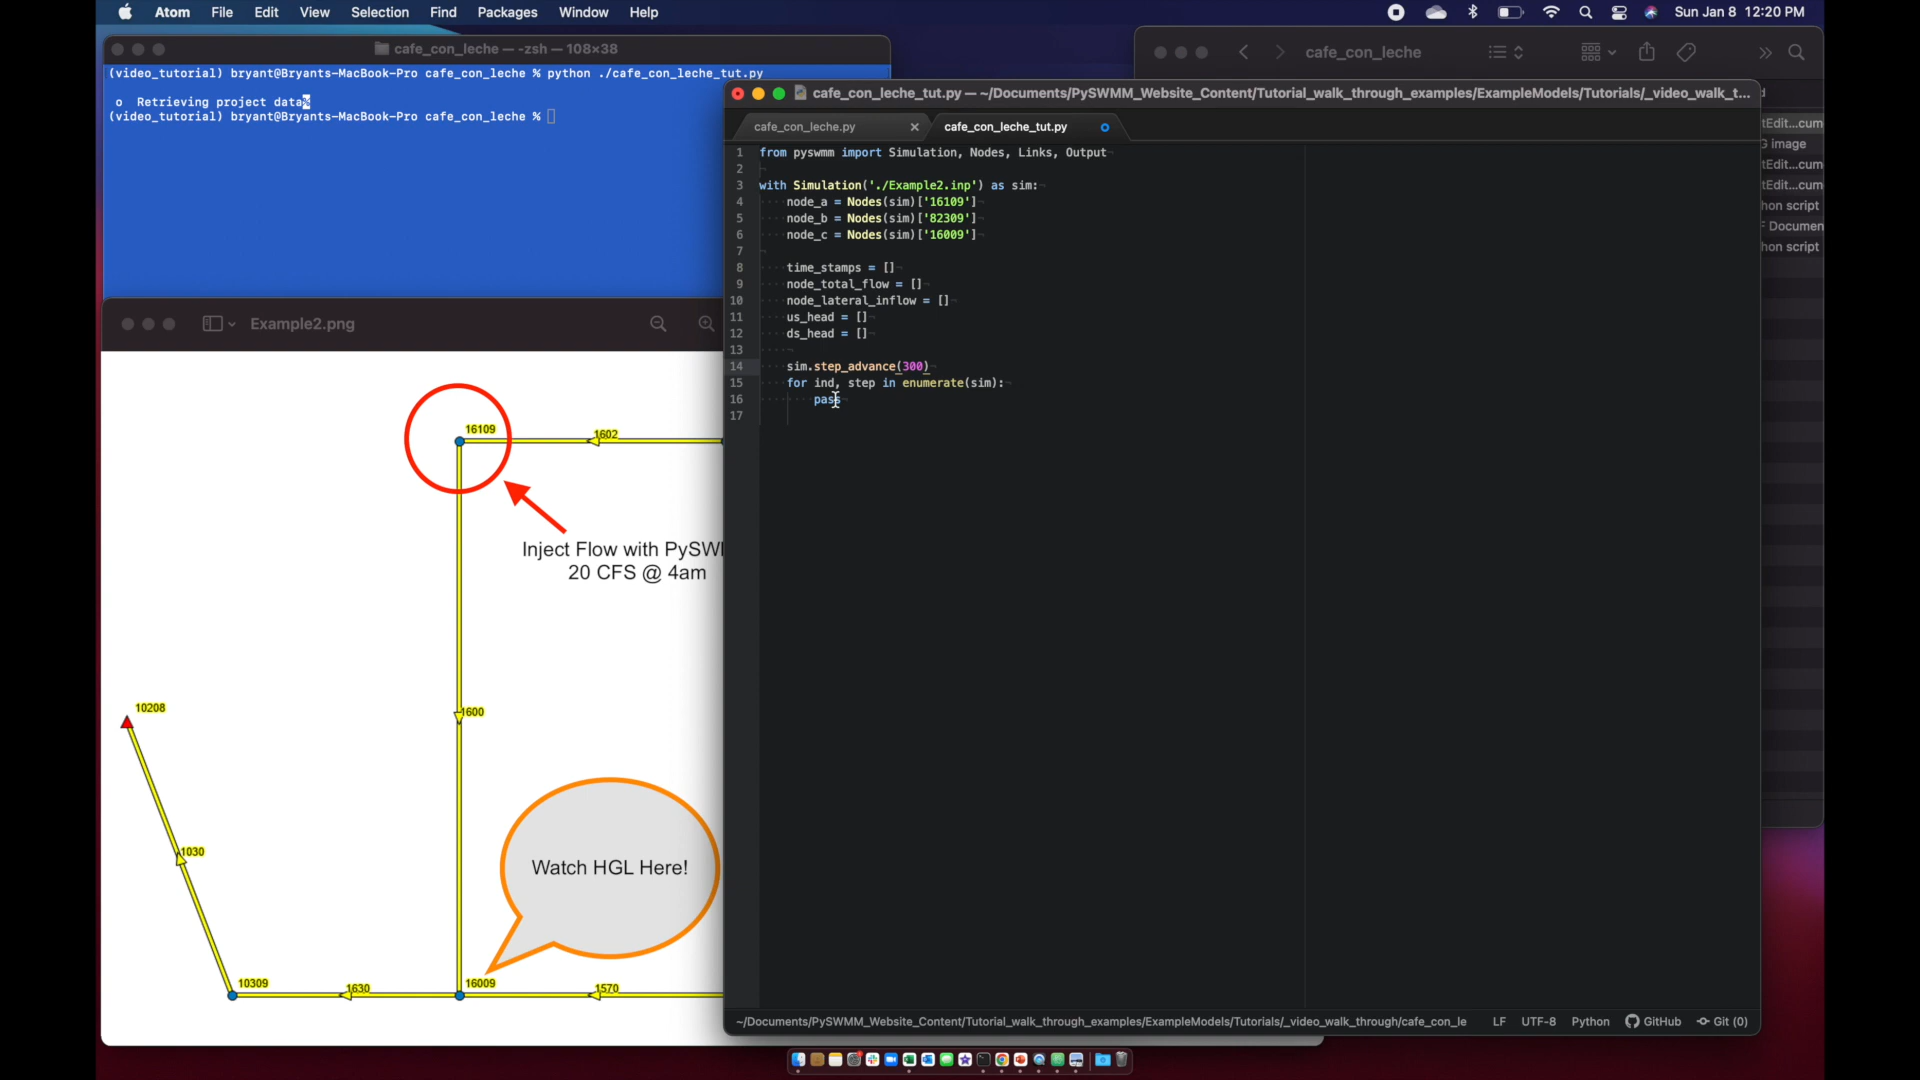 Atom File Edit View Selection Find Packages Window Help
Sun Jan 8 12:20 PM
cafe_con_leche — -zsh — 108×38
(video_tutorial) bryant@Bryants-MacBook-Pro cafe_con_leche % python ./cafe_con_leche_tut.py
o Retrieving project data%
(video_tutorial) bryant@Bryants-MacBook-Pro cafe_con_leche %
cafe_con_leche
cafe_con_leche_tut.py — ~/Documents/PySWMM_Website_Content/Tutorial_walk_through_examples/ExampleModels/Tutorials/_video_walk_t...
cafe_con_leche.py
cafe_con_leche_tut.py
1 from pyswmm import Simulation, Nodes, Links, Output
2
3 with Simulation('./Example2.inp') as sim:
4 node_a = Nodes(sim)['16109']
5 node_b = Nodes(sim)['82309']
6 node_c = Nodes(sim)['16009']
7
8 time_stamps = []
9 node_total_flow = []
10 node_lateral_inflow = []
11 us_head = []
12 ds_head = []
13
14 sim.step_advance(300)
15 for ind, step in enumerate(sim):
16 pass
17
tEdit...cum
G image
tEdit...cum
tEdit...cum
hon script
F Documen
hon script
Example2.png
16109
1602
Inject Flow with PySW
20 CFS @ 4am
10208
1600
1030
Watch HGL Here!
10309
1630
16009
1570
~/Documents/PySWMM_Website_Content/Tutorial_walk_through_examples/ExampleModels/Tutorials/_video_walk_through/cafe_con_le
LF UTF-8 Python GitHub Git (0)